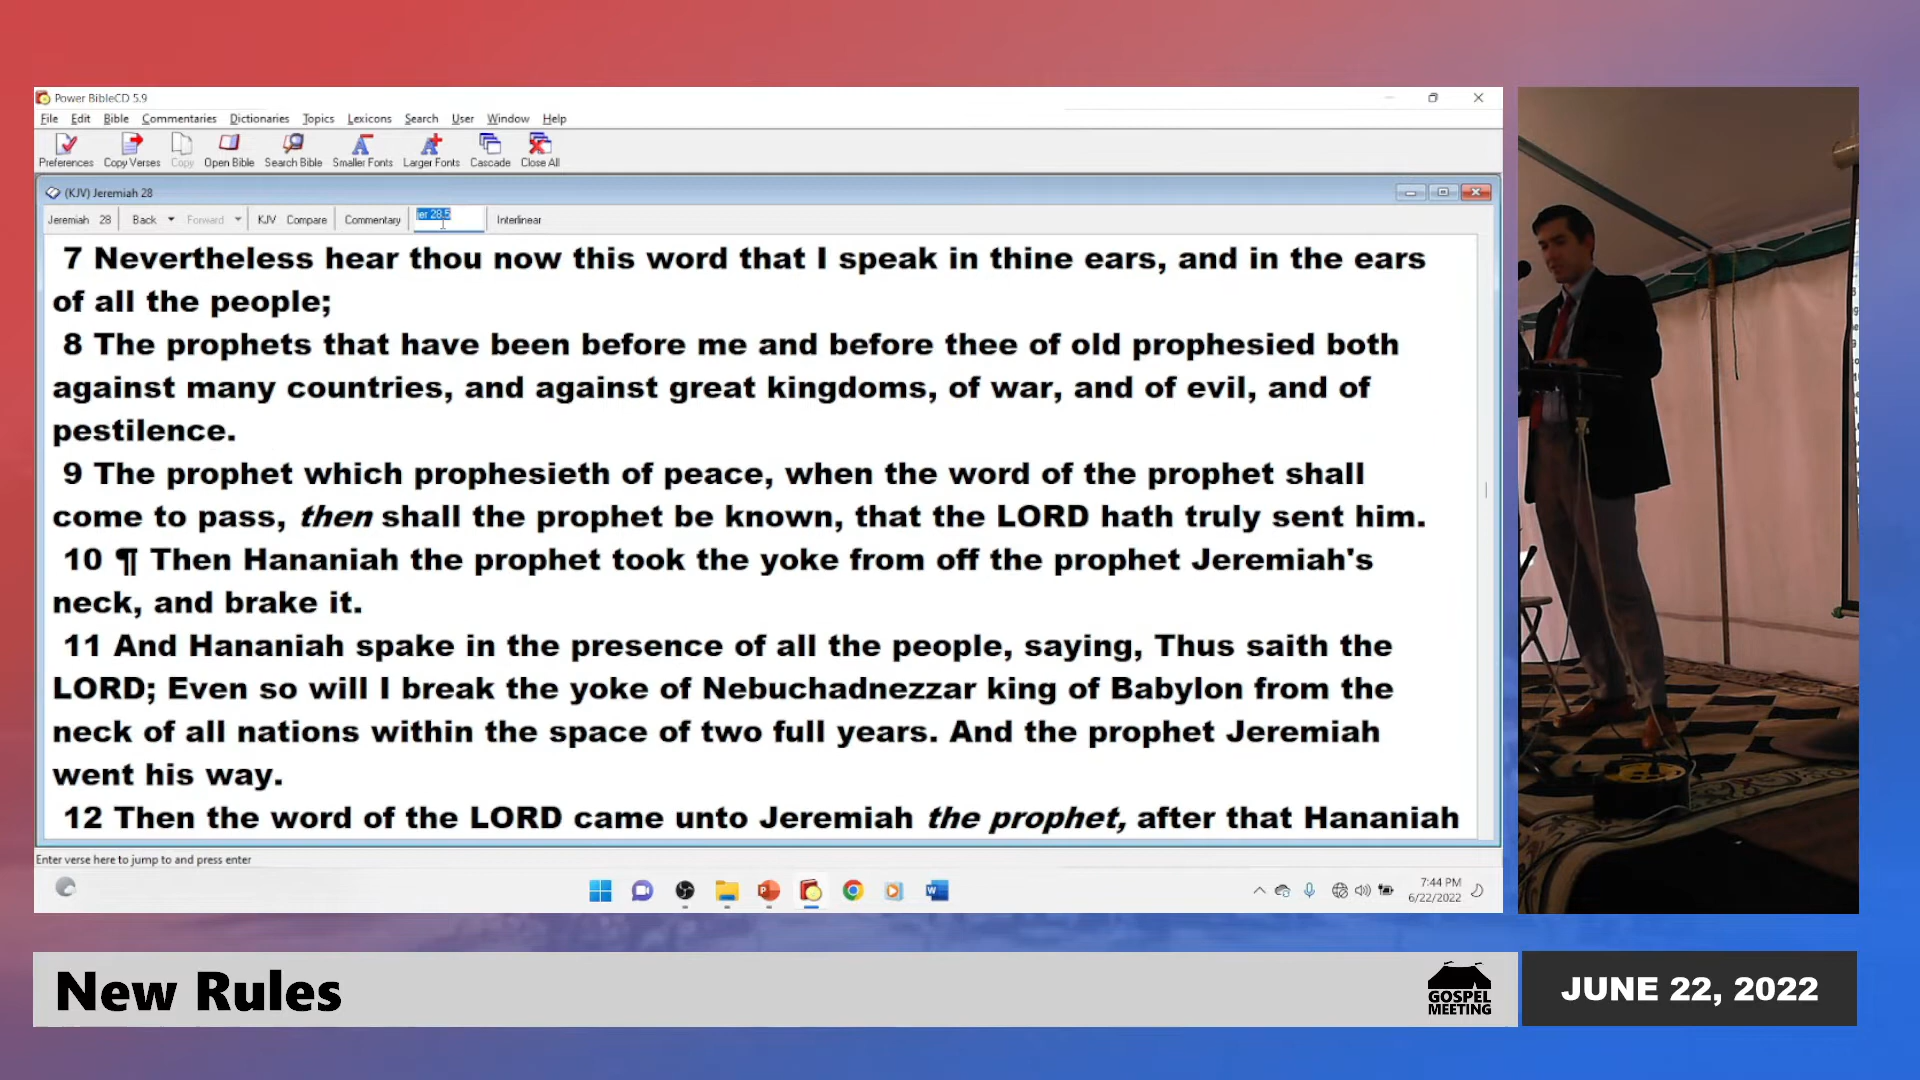 Power BibleCD 5.9
File Edit Bible Commentaries Dictionaries Topics Lexicons Search User Window Help
Preferences Copy Verses Copy Open Bible Search Bible Smaller Fonts Larger Fonts Cascade Close All
(KJV) Jeremiah 28
Jeremiah 28 Back Forward KJV Compare Commentary jer 28:5 Interlinear
7 Nevertheless hear thou now this word that I speak in thine ears, and in the ears
of all the people;
8 The prophets that have been before me and before thee of old prophesied both
against many countries, and against great kingdoms, of war, and of evil, and of
pestilence.
9 The prophet which prophesieth of peace, when the word of the prophet shall
come to pass, then shall the prophet be known, that the LORD hath truly sent him.
10 ¶ Then Hananiah the prophet took the yoke from off the prophet Jeremiah's
neck, and brake it.
11 And Hananiah spake in the presence of all the people, saying, Thus saith the
LORD; Even so will I break the yoke of Nebuchadnezzar king of Babylon from the
neck of all nations within the space of two full years. And the prophet Jeremiah
went his way.
12 Then the word of the LORD came unto Jeremiah the prophet, after that Hananiah
Enter verse here to jump to and press enter
7:44 PM
6/22/2022
New Rules
GOSPEL
MEETING
JUNE 22, 2022